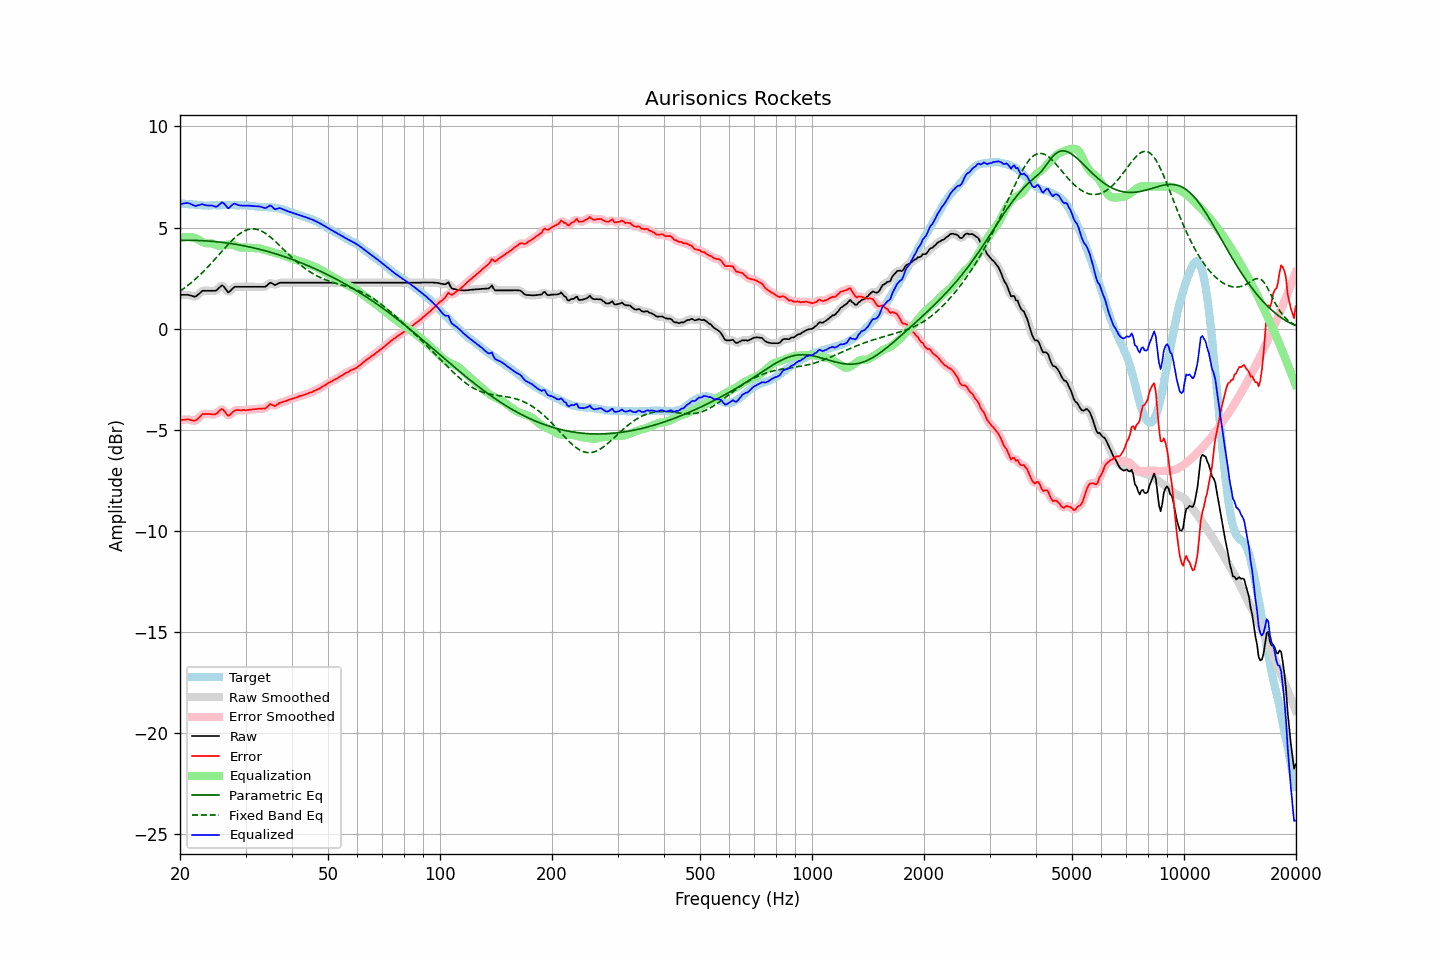 Aurisonics Rockets
10
5
0
−5
−10
−15
−20
−25
Amplitude (dBr)
Target
Raw Smoothed
Error Smoothed
Raw
Error
Equalization
Parametric Eq
Fixed Band Eq
Equalized
20 50 100 200 500 1000 2000 5000 10000 20000
Frequency (Hz)